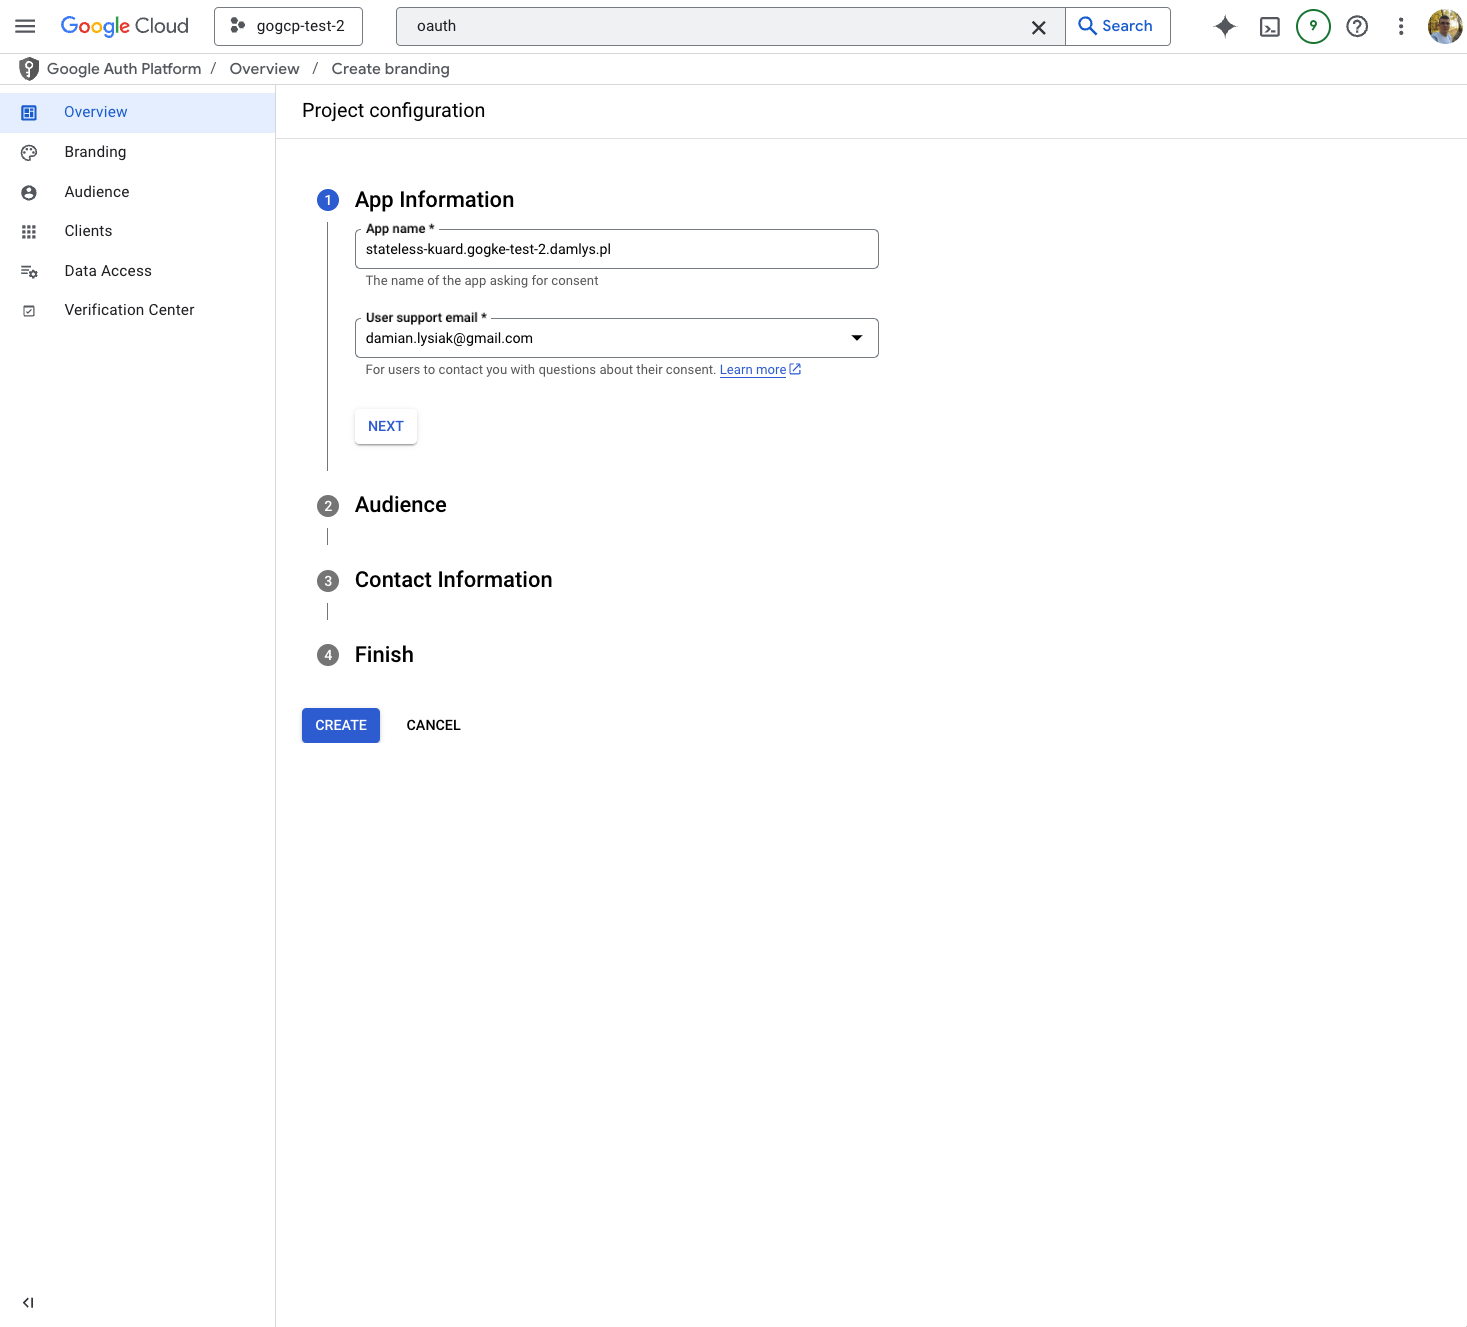 Google Cloud
gogcp-test-2
oauth
Search
9
Google Auth Platform / Overview / Create branding
Overview
Branding
Audience
Clients
Data Access
Verification Center
Project configuration
1 App Information
App name *
stateless-kuard.gogke-test-2.damlys.pl
The name of the app asking for consent
User support email *
damian.lysiak@gmail.com
For users to contact you with questions about their consent. Learn more
NEXT
2 Audience
3 Contact Information
4 Finish
CREATE CANCEL